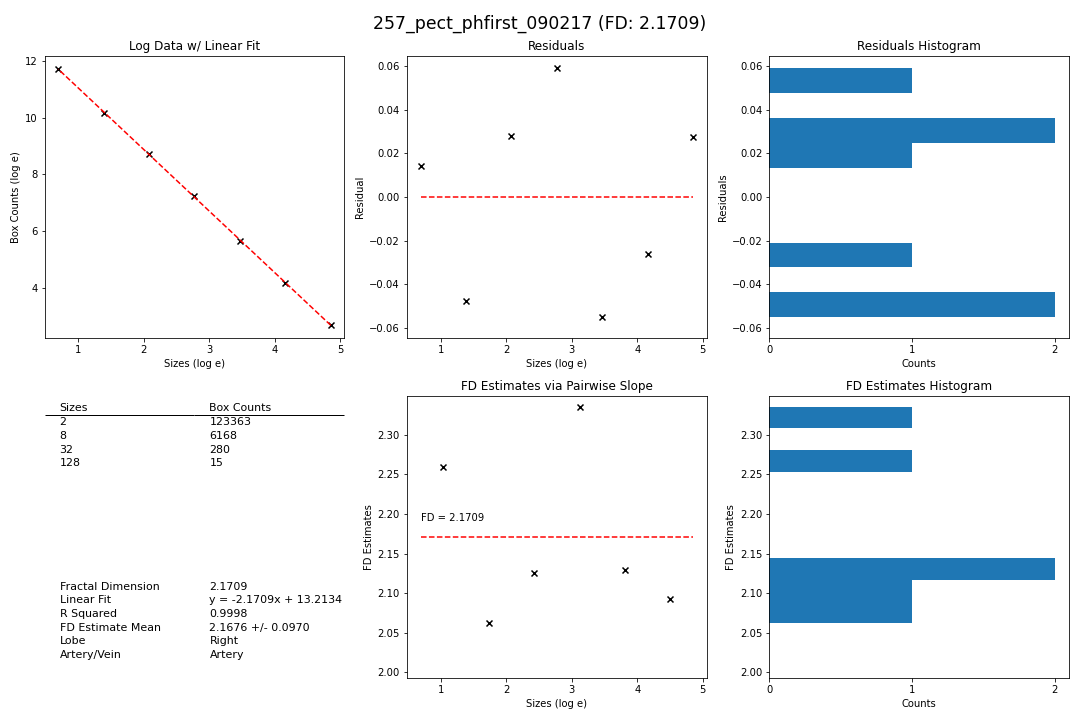 257_pect_phfirst_090217 (FD: 2.1709)
Log Data w/ Linear Fit
Box Counts (log e)
12
10
8
6
4
1 2 3 4 5
Sizes (log e)
Residuals
Residual
0.06
0.04
0.02
0.00
−0.02
−0.04
−0.06
1 2 3 4 5
Sizes (log e)
Residuals Histogram
Residuals
0.06
0.04
0.02
0.00
−0.02
−0.04
−0.06
0 1 2
Counts
Sizes Box Counts
2 123363
8 6168
32 280
128 15
Fractal Dimension 2.1709
Linear Fit y = -2.1709x + 13.2134
R Squared 0.9998
FD Estimate Mean 2.1676 +/- 0.0970
Lobe Right
Artery/Vein Artery
FD Estimates via Pairwise Slope
FD Estimates
2.30
2.25
2.20
2.15
2.10
2.05
2.00
FD = 2.1709
1 2 3 4 5
Sizes (log e)
FD Estimates Histogram
FD Estimates
2.30
2.25
2.20
2.15
2.10
2.05
2.00
0 1 2
Counts